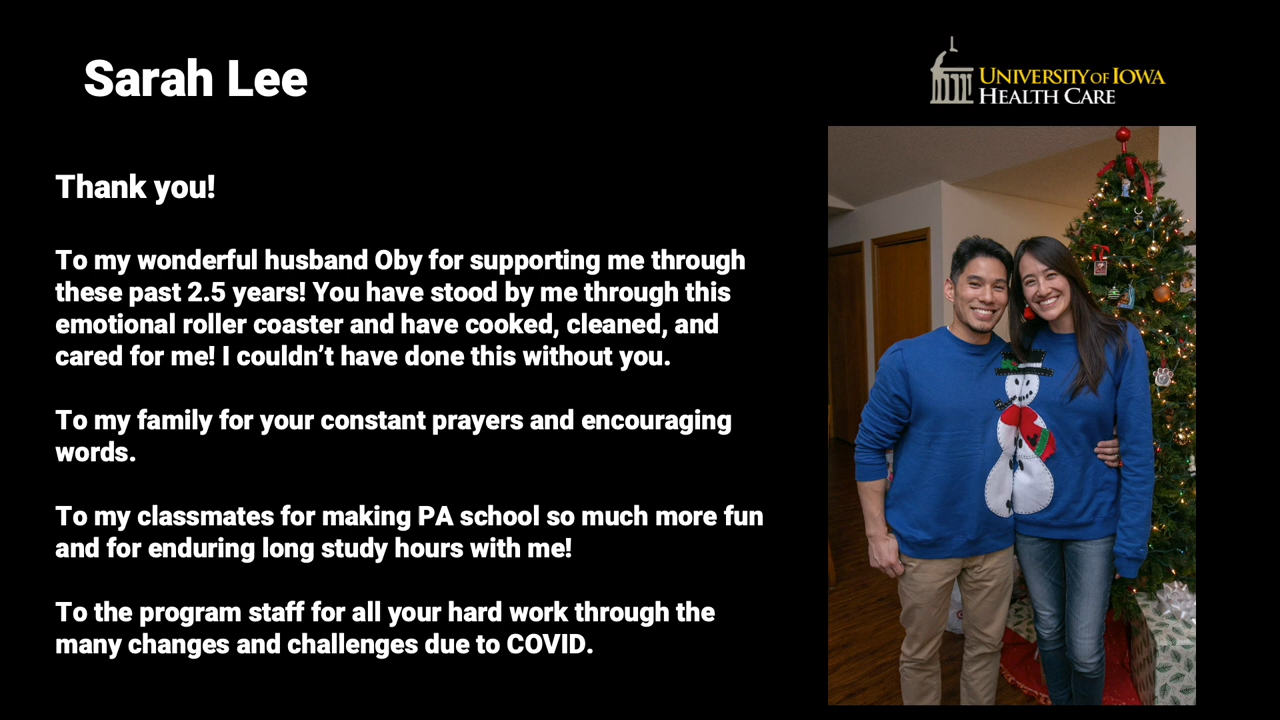 Sarah Lee
UNIVERSITY OF IOWA
HEALTH CARE
Thank you!
To my wonderful husband Oby for supporting me through
these past 2.5 years! You have stood by me through this
emotional roller coaster and have cooked, cleaned, and
cared for me! I couldn’t have done this without you.
To my family for your constant prayers and encouraging
words.
To my classmates for making PA school so much more fun
and for enduring long study hours with me!
To the program staff for all your hard work through the
many changes and challenges due to COVID.